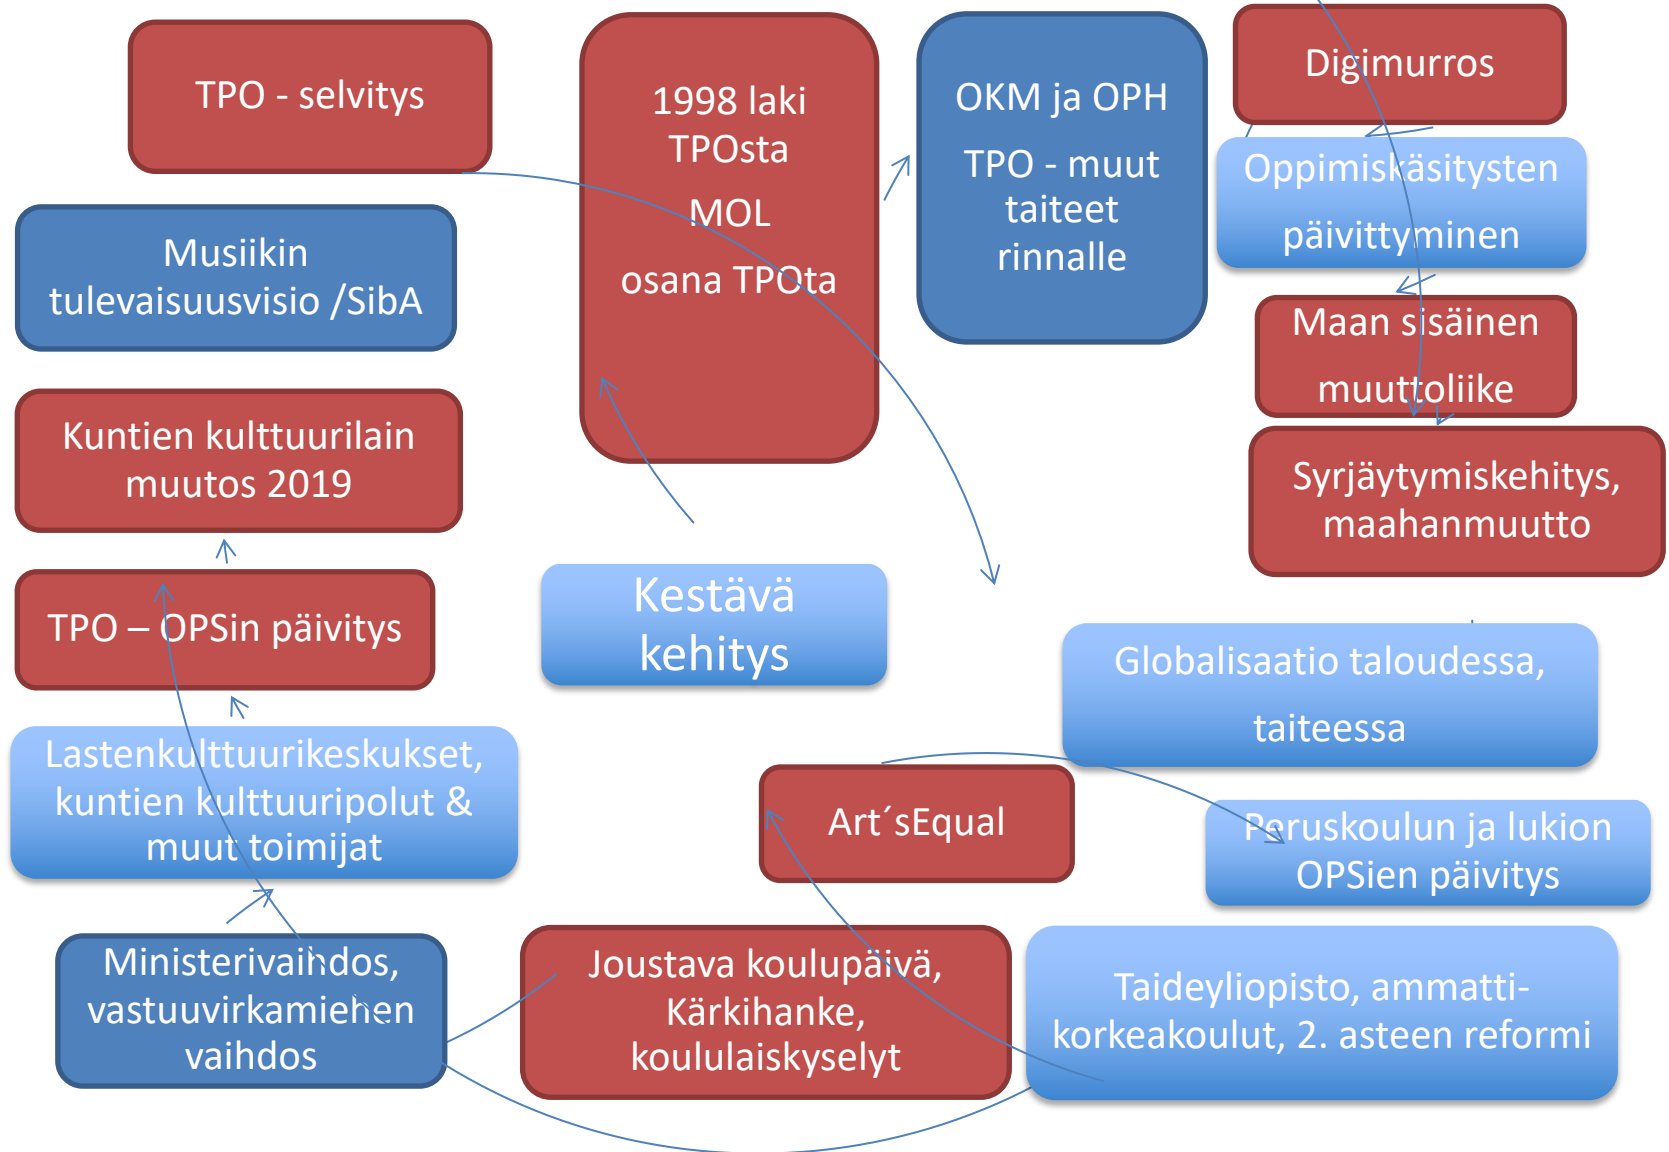 TPO - selvitys
Musiikin
tulevaisuusvisio /SibA
Kuntien kulttuurilain
muutos 2019
TPO – OPSin päivitys
Lastenkulttuurikeskukset,
kuntien kulttuuripolut &
muut toimijat
Ministerivaihdos,
vastuuvirkamiehen
vaihdos
1998 laki
TPOsta
MOL
osana TPOta
Kestävä
kehitys
Art´sEqual
Joustava koulupäivä,
Kärkihanke,
koululaiskyselyt
OKM ja OPH
TPO - muut
taiteet
rinnalle
Digimurros
Oppimiskäsitysten
päivittyminen
Maan sisäinen
muuttoliike
Syrjäytymiskehitys,
maahanmuutto
Globalisaatio taloudessa,
taiteessa
Peruskoulun ja lukion
OPSien päivitys
Taideyliopisto, ammatti-
korkeakoulut, 2. asteen reformi